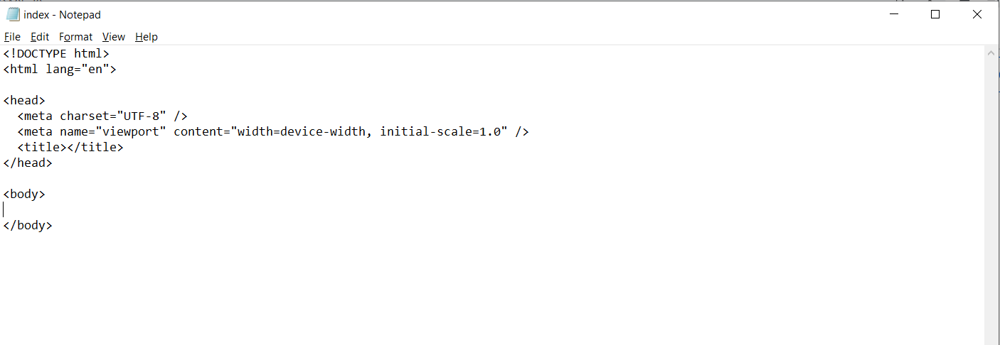 index - Notepad
File Edit Format View Help
<!DOCTYPE html>
<html lang="en">
<head>
  <meta charset="UTF-8" />
  <meta name="viewport" content="width=device-width, initial-scale=1.0" />
  <title></title>
</head>
<body>
</body>